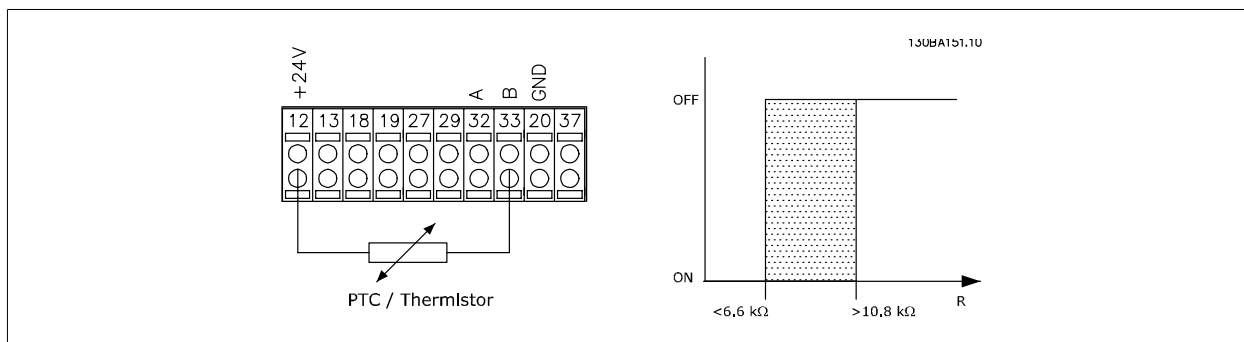 130BA151.10
+24V
A
B
GND
12 13 18 19 27 29 32 33 20 37
PTC / Thermistor
OFF
ON
<6,6 kΩ
>10,8 kΩ
R